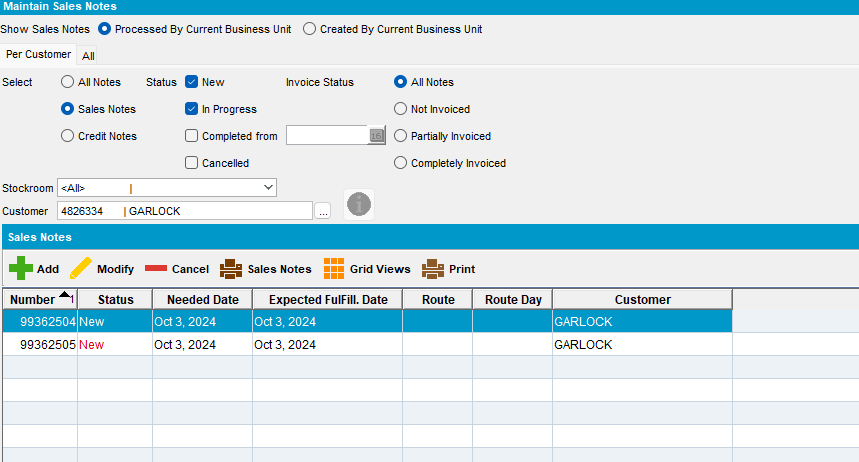 Maintain Sales Notes
Show Sales Notes Processed By Current Business Unit Created By Current Business Unit
Per Customer All
Select All Notes Status New Invoice Status All Notes
Sales Notes In Progress Not Invoiced
Credit Notes Completed from 16 Partially Invoiced
Cancelled Completely Invoiced
Stockroom <All> |
Customer 4826334 | GARLOCK ...
Sales Notes
Add Modify Cancel Sales Notes Grid Views Print
Number 1 Status Needed Date Expected FulFill. Date Route Route Day Customer
99362504 New Oct 3, 2024 Oct 3, 2024 GARLOCK
99362505 New Oct 3, 2024 Oct 3, 2024 GARLOCK